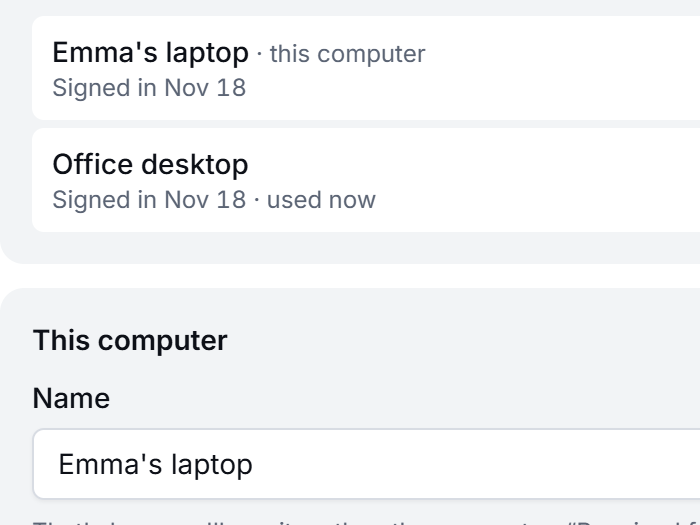 Emma's laptop · this computer
Signed in Nov 18
Office desktop
Signed in Nov 18 · used now
This computer
Name
Emma's laptop